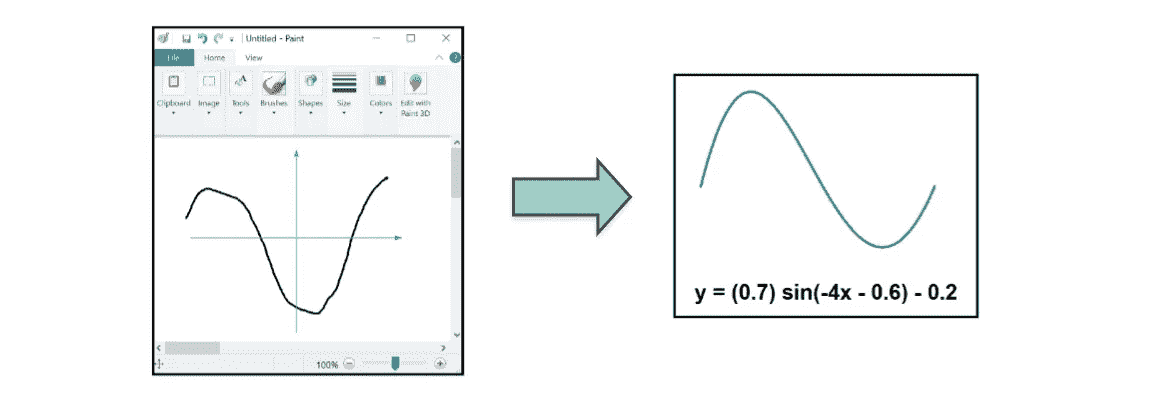 Untitled - Paint
File Home View
Clipboard Image Tools Brushes Shapes Size Colors Edit with
Paint 3D
100%
y = (0.7) sin(-4x - 0.6) - 0.2